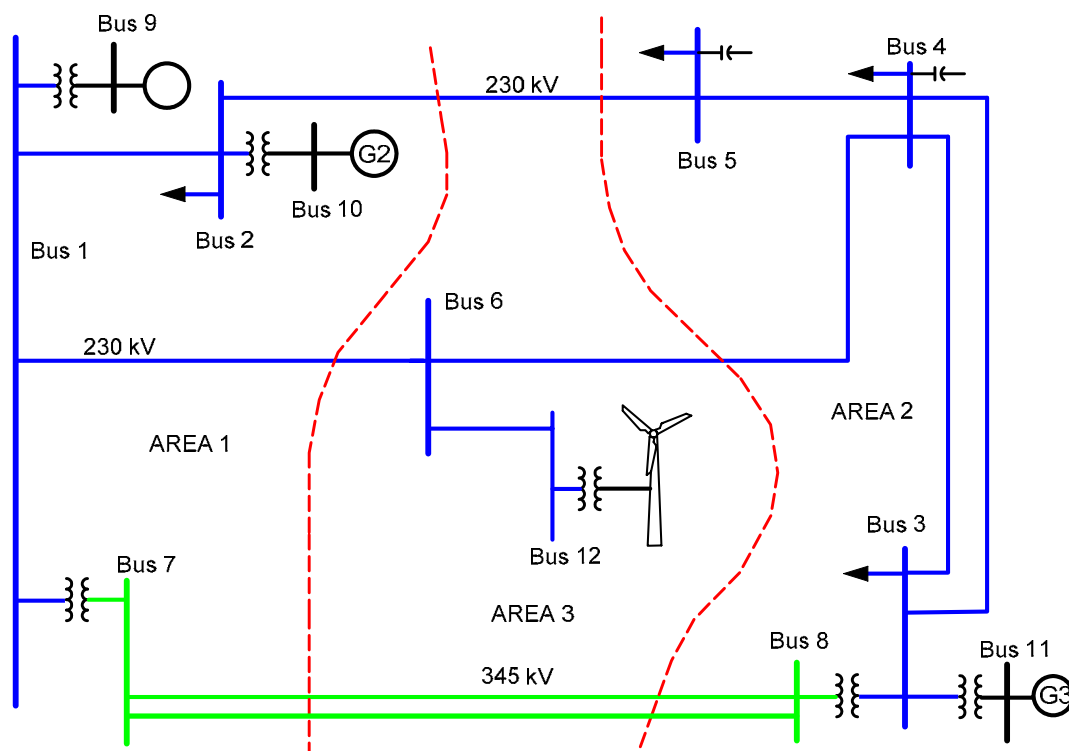 Bus 9
Bus 4
230 kV
G2
Bus 5
Bus 10
Bus 2
Bus 1
Bus 6
230 kV
AREA 2
AREA 1
Bus 3
Bus 12
Bus 7
AREA 3
Bus 8
Bus 11
345 kV
G3